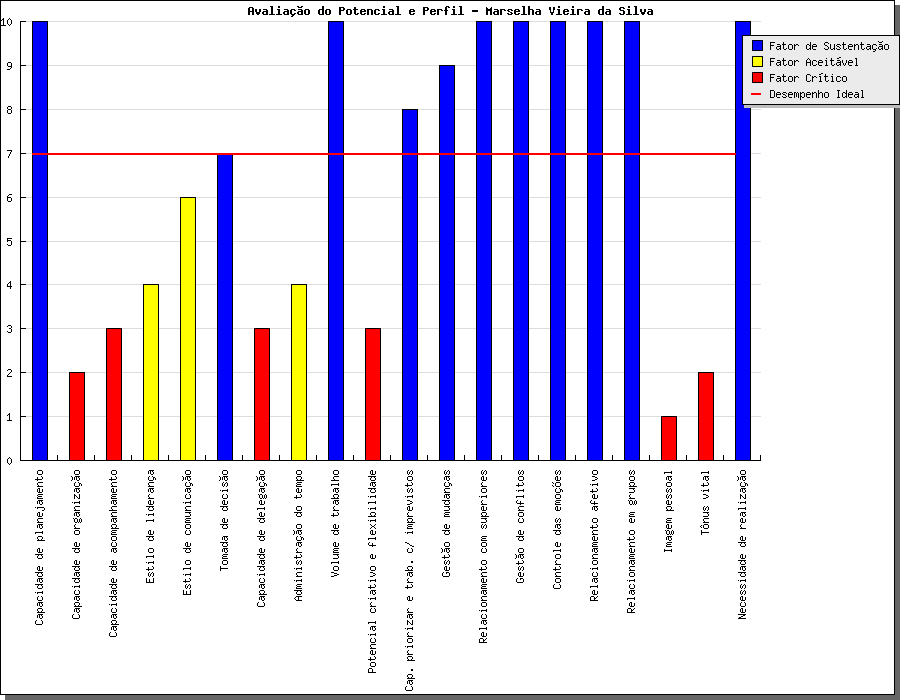 Avaliação do Potencial e Perfil - Marselha Vieira da Silva
Fator de Sustentação
Fator Aceitável
Fator Crítico
Desempenho Ideal
10
9
8
7
6
5
4
3
2
1
0
Capacidade de planejamento
Capacidade de organização
Capacidade de acompanhamento
Estilo de liderança
Estilo de comunicação
Tomada de decisão
Capacidade de delegação
Administração do tempo
Volume de trabalho
Potencial criativo e flexibilidade
Cap. priorizar e trab. c/ imprevistos
Gestão de mudanças
Relacionamento com superiores
Gestão de conflitos
Controle das emoções
Relacionamento afetivo
Relacionamento em grupos
Imagem pessoal
Tônus vital
Necessidade de realização